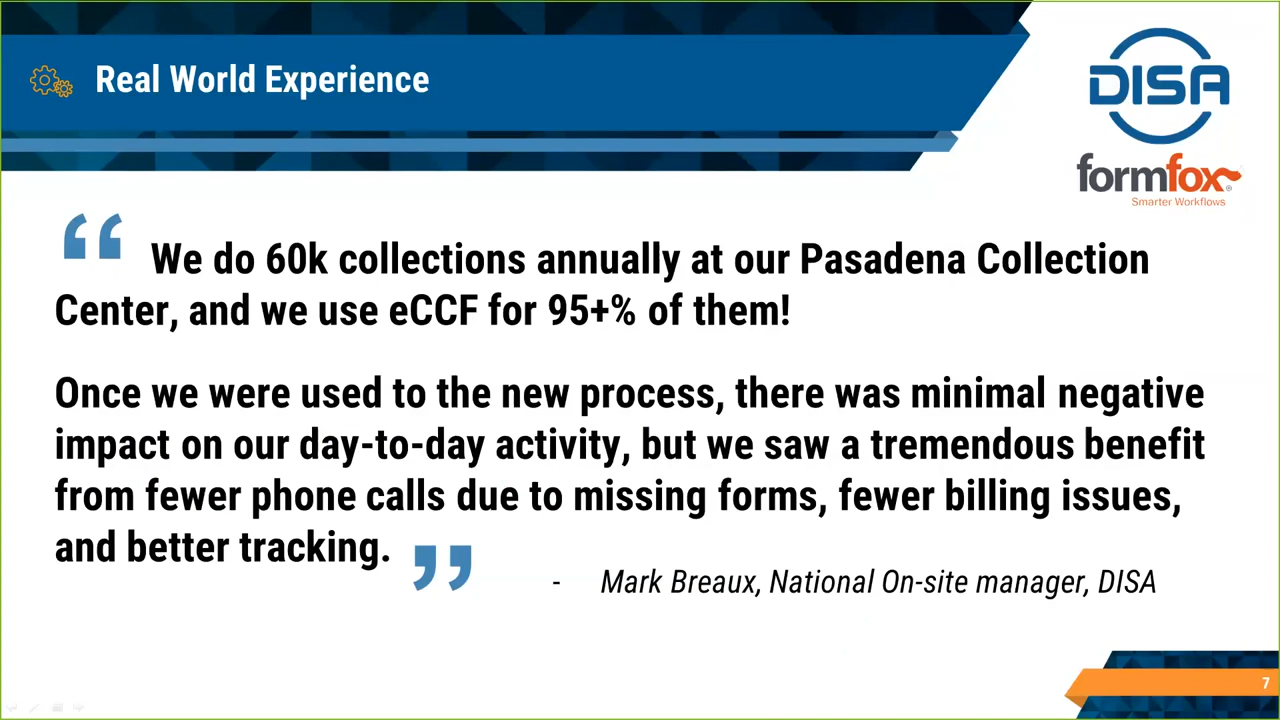 Real World Experience
DISA
formfox®
Smarter Workflows
“ We do 60k collections annually at our Pasadena Collection
Center, and we use eCCF for 95+% of them!
Once we were used to the new process, there was minimal negative
impact on our day-to-day activity, but we saw a tremendous benefit
from fewer phone calls due to missing forms, fewer billing issues,
and better tracking. ”
- Mark Breaux, National On-site manager, DISA
7